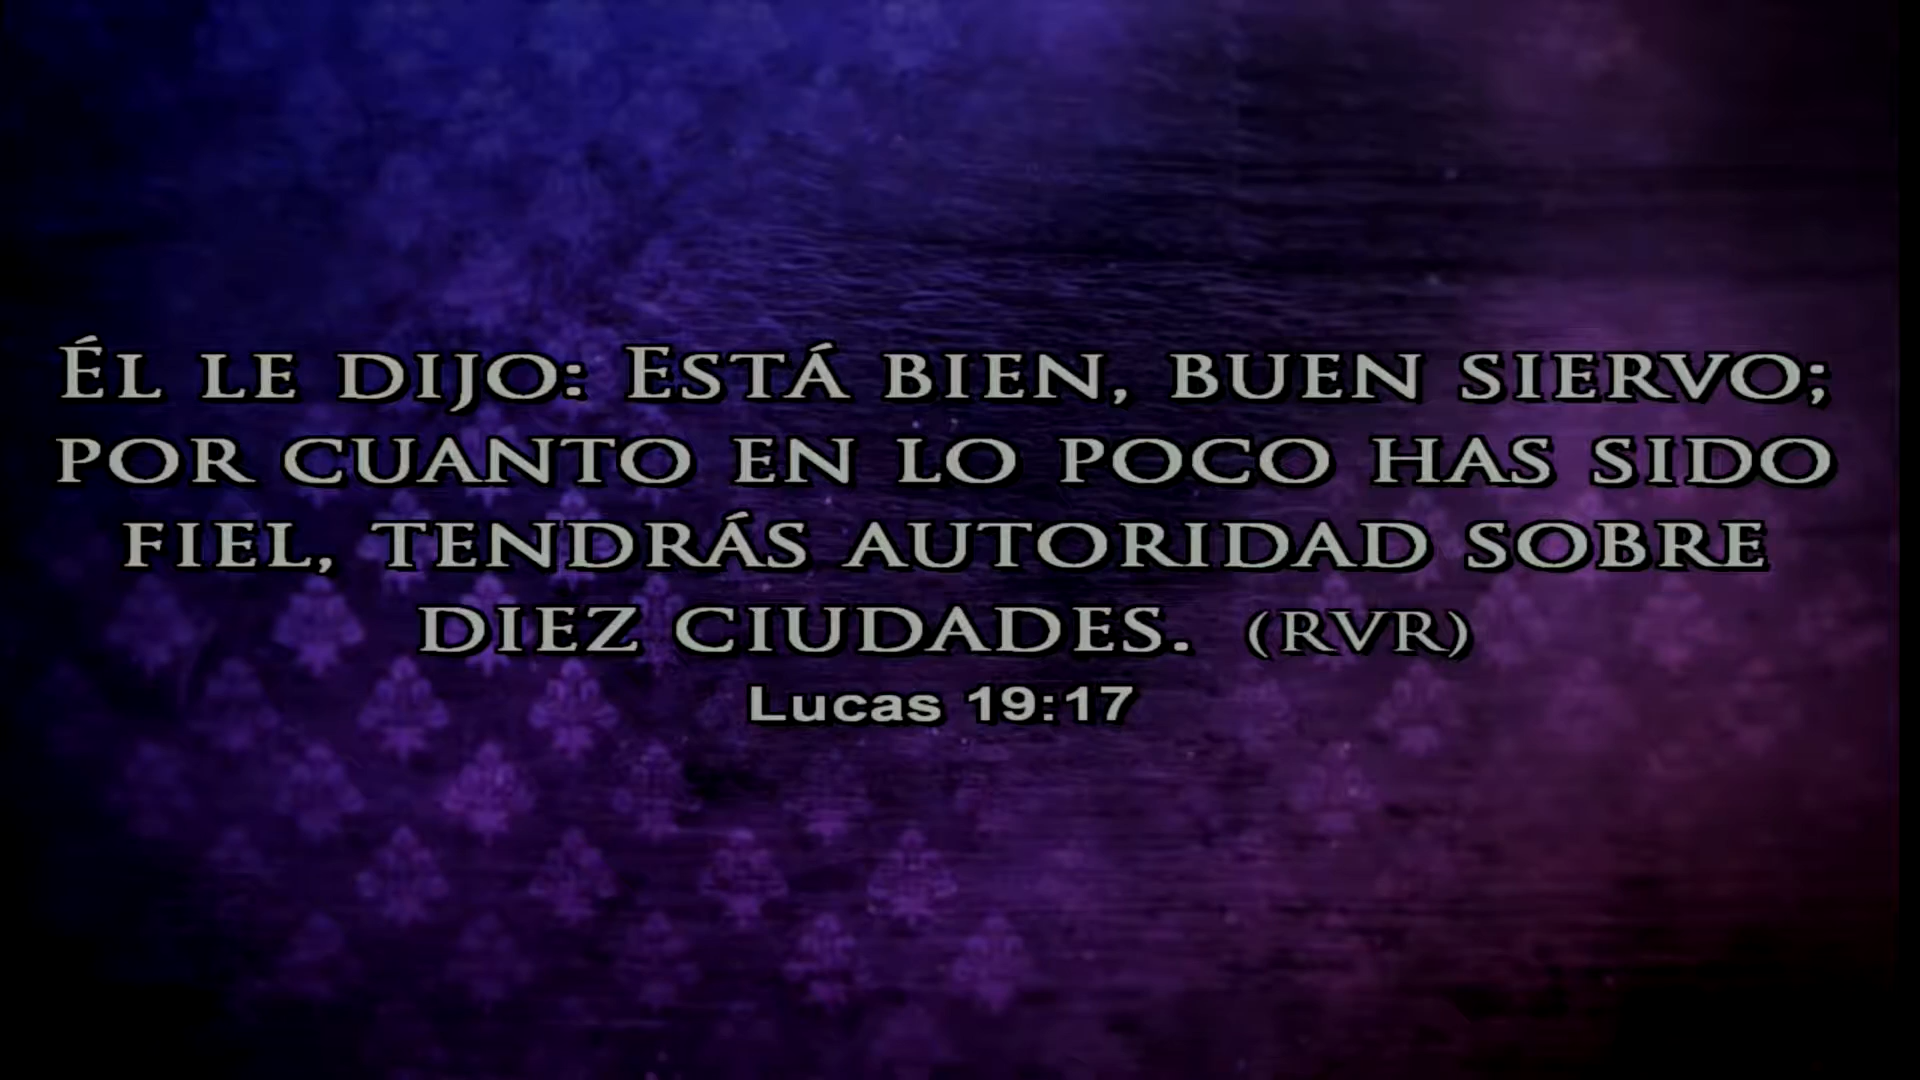 Él le dijo: Está bien, buen siervo;
por cuanto en lo poco has sido
fiel, tendrás autoridad sobre
diez ciudades. (RVR)
Lucas 19:17